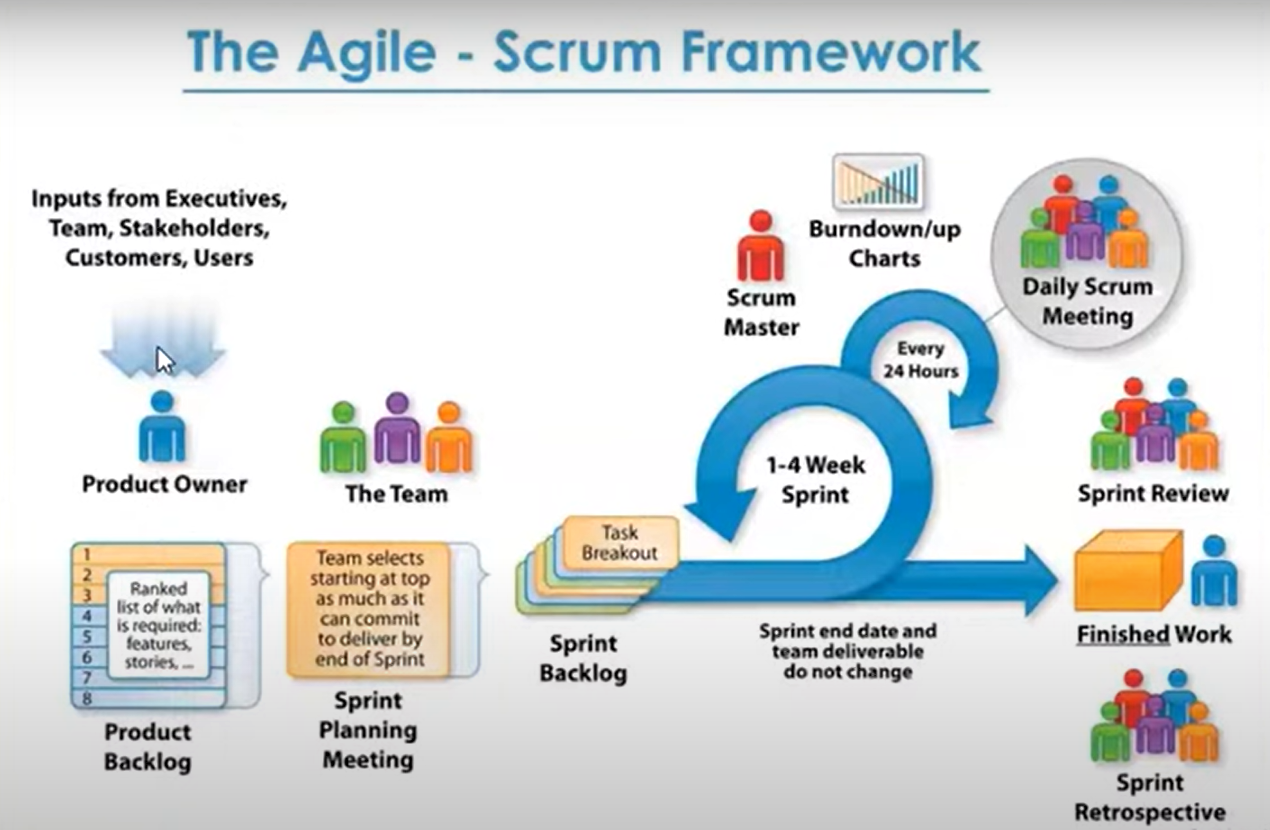 The Agile - Scrum Framework
Inputs from Executives,
Team, Stakeholders,
Customers, Users
Product Owner
The Team
1
2
3
4
5
6
7
8
Ranked
list of what
is required:
features,
stories, ...
Product
Backlog
Team selects
starting at top
as much as it
can commit
to deliver by
end of Sprint
Sprint
Planning
Meeting
Task
Breakout
Sprint
Backlog
Scrum
Master
Burndown/up
Charts
Every
24 Hours
Daily Scrum
Meeting
1-4 Week
Sprint
Sprint end date and
team deliverable
do not change
Sprint Review
Finished Work
Sprint
Retrospective